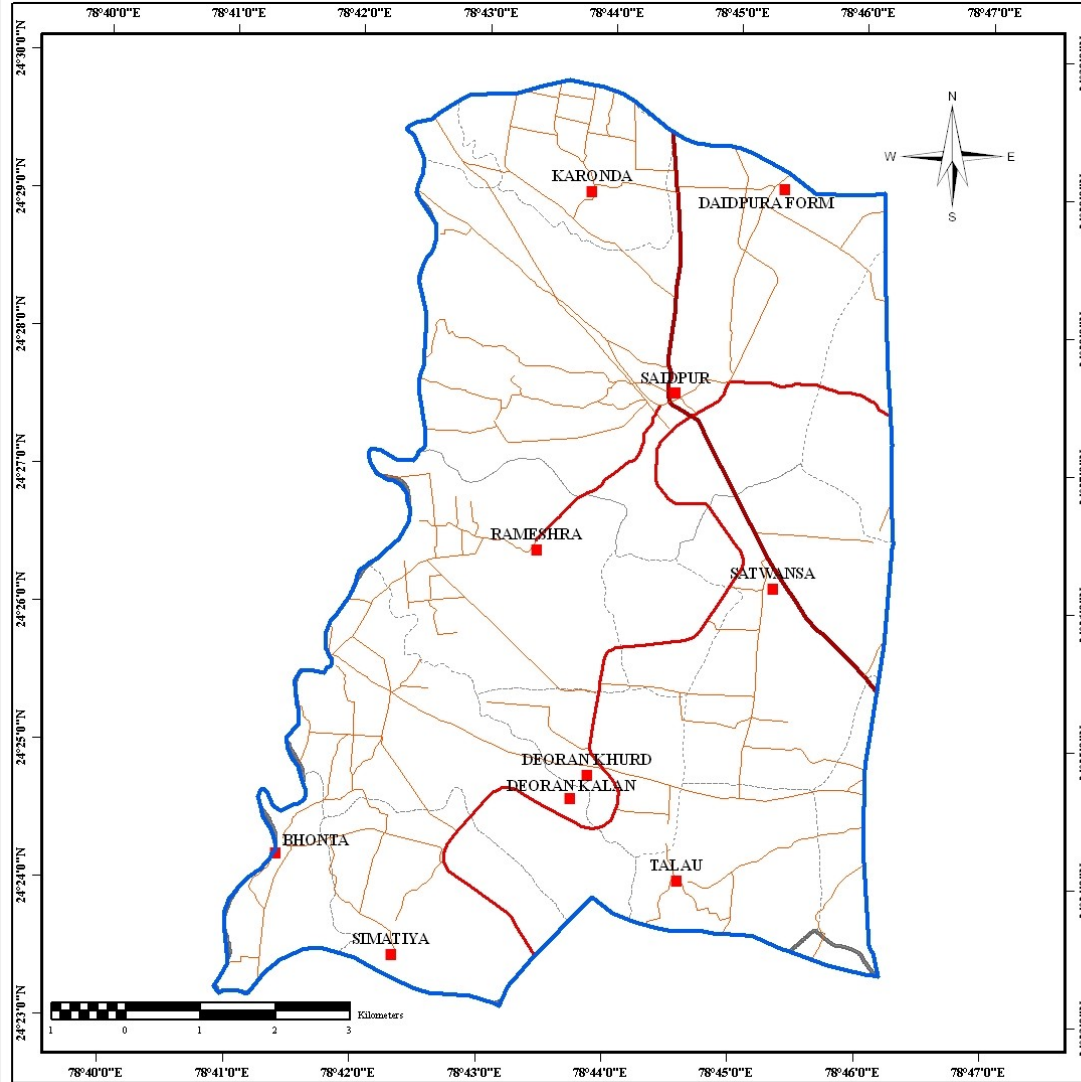 78°40'0"E 78°41'0"E 78°42'0"E 78°43'0"E 78°44'0"E 78°45'0"E 78°46'0"E 78°47'0"E
24°30'0"N
N
W E
S
24°29'0"N
KARONDA
DAIDPURA FORM
24°28'0"N
SAIDPUR
24°27'0"N
RAMESHRA
SATWANSA
24°26'0"N
24°25'0"N
DEORAN KHURD
DEORAN KALAN
BHONTA
24°24'0"N
TALAU
SIMATIYA
24°23'0"N
Kilometers
1 0 1 2 3
78°40'0"E 78°41'0"E 78°42'0"E 78°43'0"E 78°44'0"E 78°45'0"E 78°46'0"E 78°47'0"E